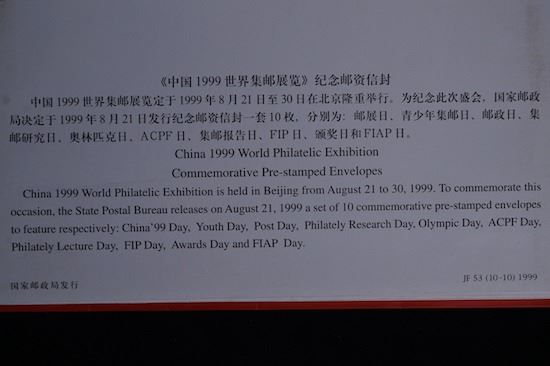 《中国 1999 世界集邮展览》纪念邮资信封
中国 1999 世界集邮展览定于 1999 年 8 月 21 日至 30 日在北京隆重举行。为纪念此次盛会，国家邮政
局决定于 1999 年 8 月 21 日发行纪念邮资信封一套 10 枚，分别为：邮展日、青少年集邮日、邮政日、集
邮研究日、奥林匹克日、ACPF 日、集邮报告日、FIP 日、颁奖日和 FIAP 日。
China 1999 World Philatelic Exhibition
Commemorative Pre-stamped Envelopes
China 1999 World Philatelic Exhibition is held in Beijing from August 21 to 30, 1999. To commemorate this
occasion, the State Postal Bureau releases on August 21, 1999 a set of 10 commemorative pre-stamped envelopes
to feature respectively: China'99 Day, Youth Day, Post Day, Philately Research Day, Olympic Day, ACPF Day,
Philately Lecture Day, FIP Day, Awards Day and FIAP Day.
国家邮政局发行
JF 53 (10-10) 1999